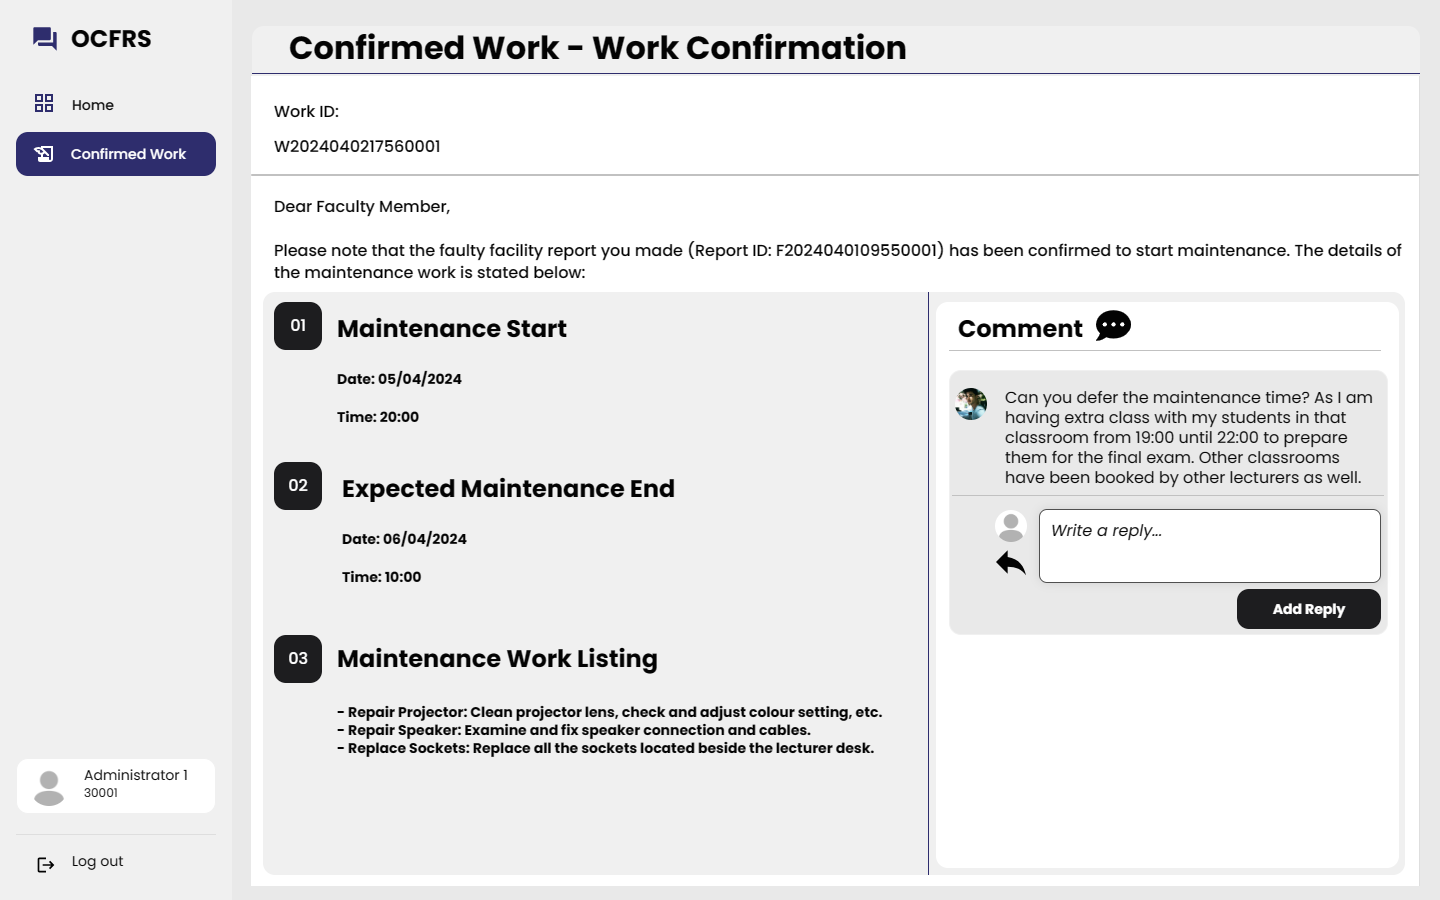 OCFRS
Home
Confirmed Work
Administrator 1
30001
Log out
Confirmed Work - Work Confirmation
Work ID:
W2024040217560001
Dear Faculty Member,
Please note that the faulty facility report you made (Report ID: F2024040109550001) has been confirmed to start maintenance. The details of
the maintenance work is stated below:
01
Maintenance Start
Date: 05/04/2024
Time: 20:00
02
Expected Maintenance End
Date: 06/04/2024
Time: 10:00
03
Maintenance Work Listing
- Repair Projector: Clean projector lens, check and adjust colour setting, etc.
- Repair Speaker: Examine and fix speaker connection and cables.
- Replace Sockets: Replace all the sockets located beside the lecturer desk.
Comment
Can you defer the maintenance time? As I am
having extra class with my students in that
classroom from 19:00 until 22:00 to prepare
them for the final exam. Other classrooms
have been booked by other lecturers as well.
Write a reply...
Add Reply